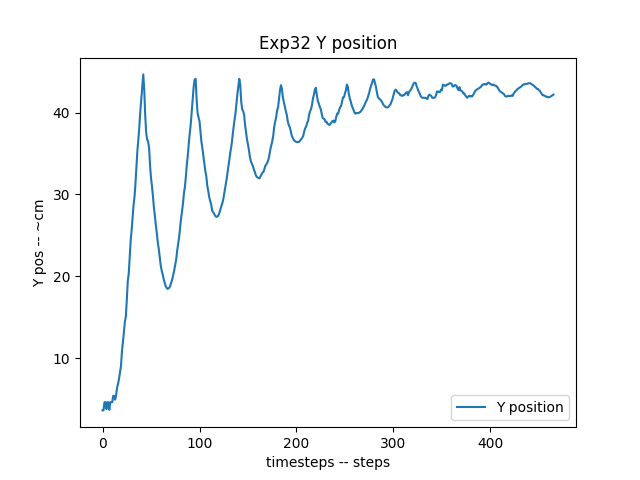 Exp32 Y position
Y pos -- ~cm
40
30
20
10
0
100
200
300
400
timesteps -- steps
Y position